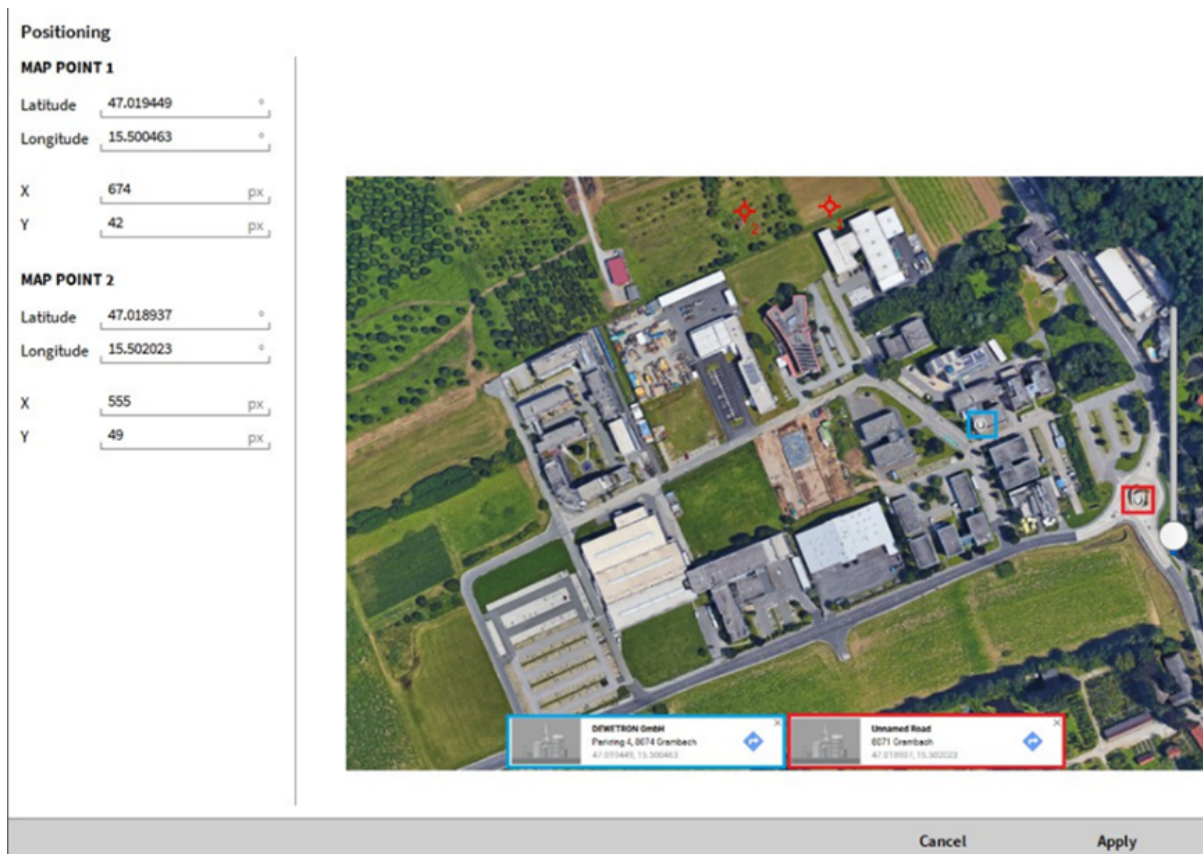 Positioning
MAP POINT 1
Latitude 47.019449 °
Longitude 15.500463 °
X 674 px
Y 42 px
MAP POINT 2
Latitude 47.018937 °
Longitude 15.502023 °
X 555 px
Y 49 px
2
1
DEWETRON GmbH
Parkring 4, 8074 Grambach
47.019449, 15.500463
Unnamed Road
8071 Grambach
47.018937, 15.502023
Cancel Apply